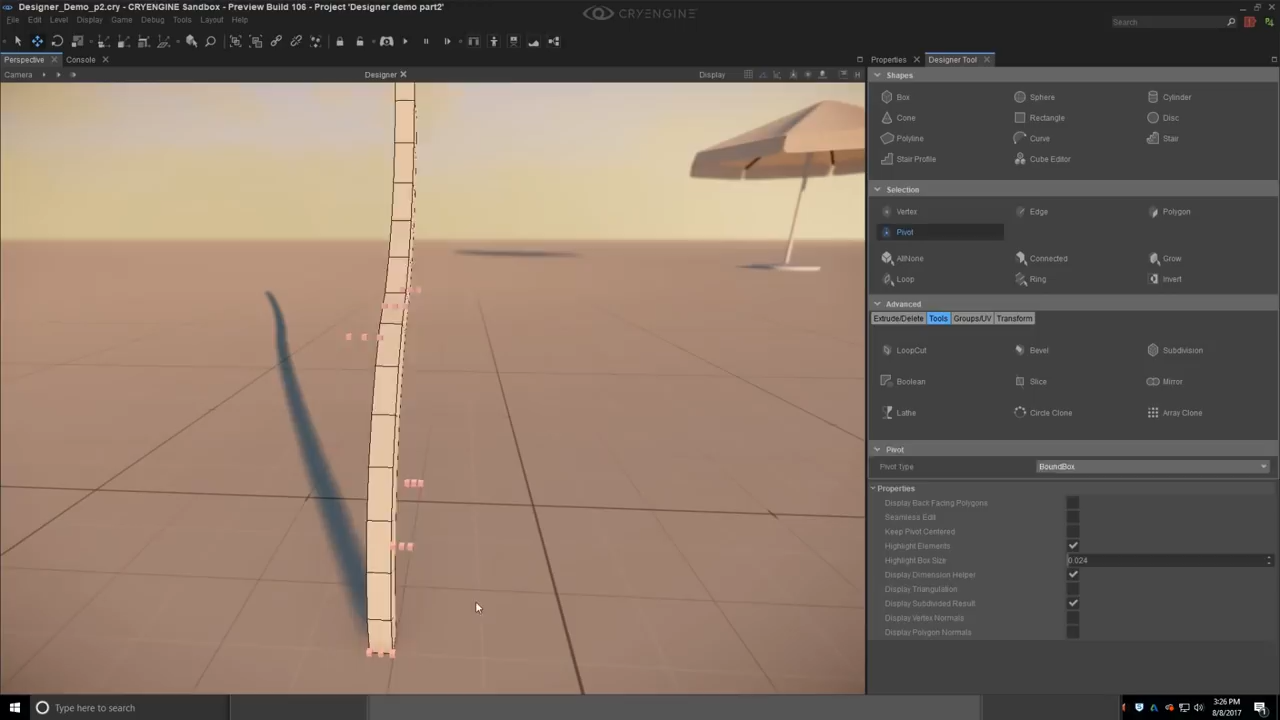 Designer_Demo_p2.cry - CRYENGINE Sandbox - Preview Build 106 - Project 'Designer demo part2'
CRYENGINE
File Edit Level Display Game Debug Tools Layout Help
Search
Perspective Console
Properties Designer Tool
Camera Designer Display H
Shapes
Box Sphere Cylinder
Cone Rectangle Disc
Polyline Curve Stair
Stair Profile Cube Editor
Selection
Vertex Edge Polygon
Pivot
AllNone Connected Grow
Loop Ring Invert
Advanced
Extrude/Delete Tools Groups/UV Transform
LoopCut Bevel Subdivision
Boolean Slice Mirror
Lathe Circle Clone Array Clone
Pivot
Pivot Type BoundBox
Properties
Display Back Facing Polygons
Seamless Edit
Keep Pivot Centered
Highlight Elements
Highlight Box Size 0.024
Display Dimension Helper
Display Triangulation
Display Subdivided Result
Display Vertex Normals
Display Polygon Normals
Type here to search
3:26 PM
8/8/2017